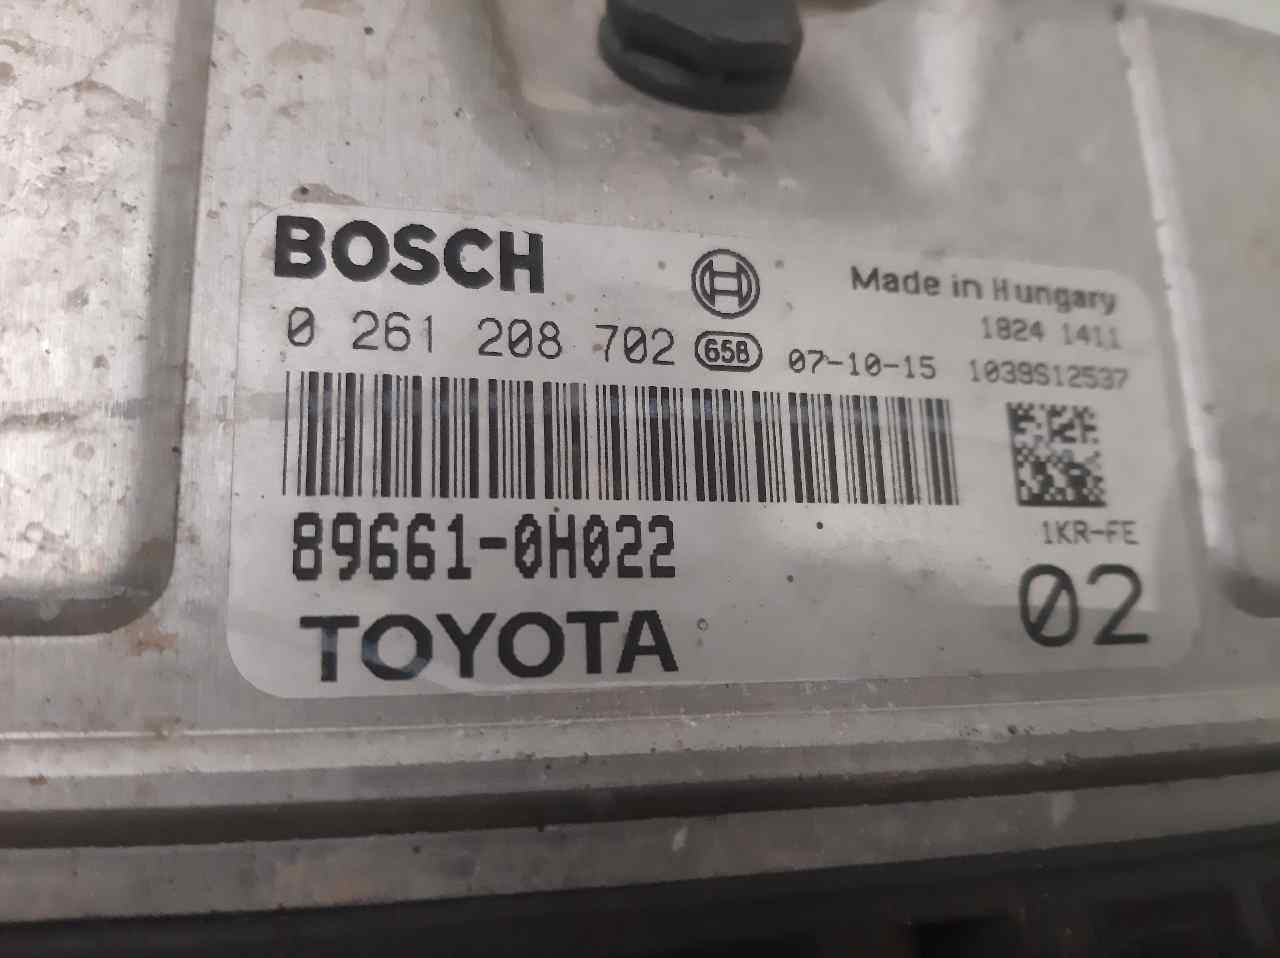 BOSCH
Made in Hungary
1824 1411
0 261 208 702 65B 07-10-15 1039S12537
89661-0H022
1KR-FE
TOYOTA
02